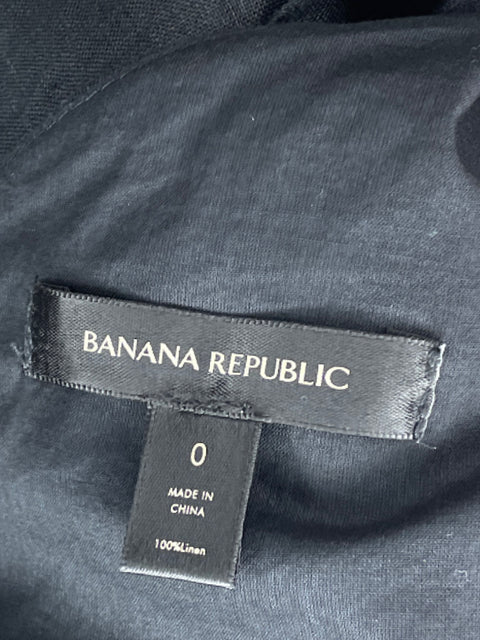 BANANA REPUBLIC
0
MADE IN
CHINA
100%Linen